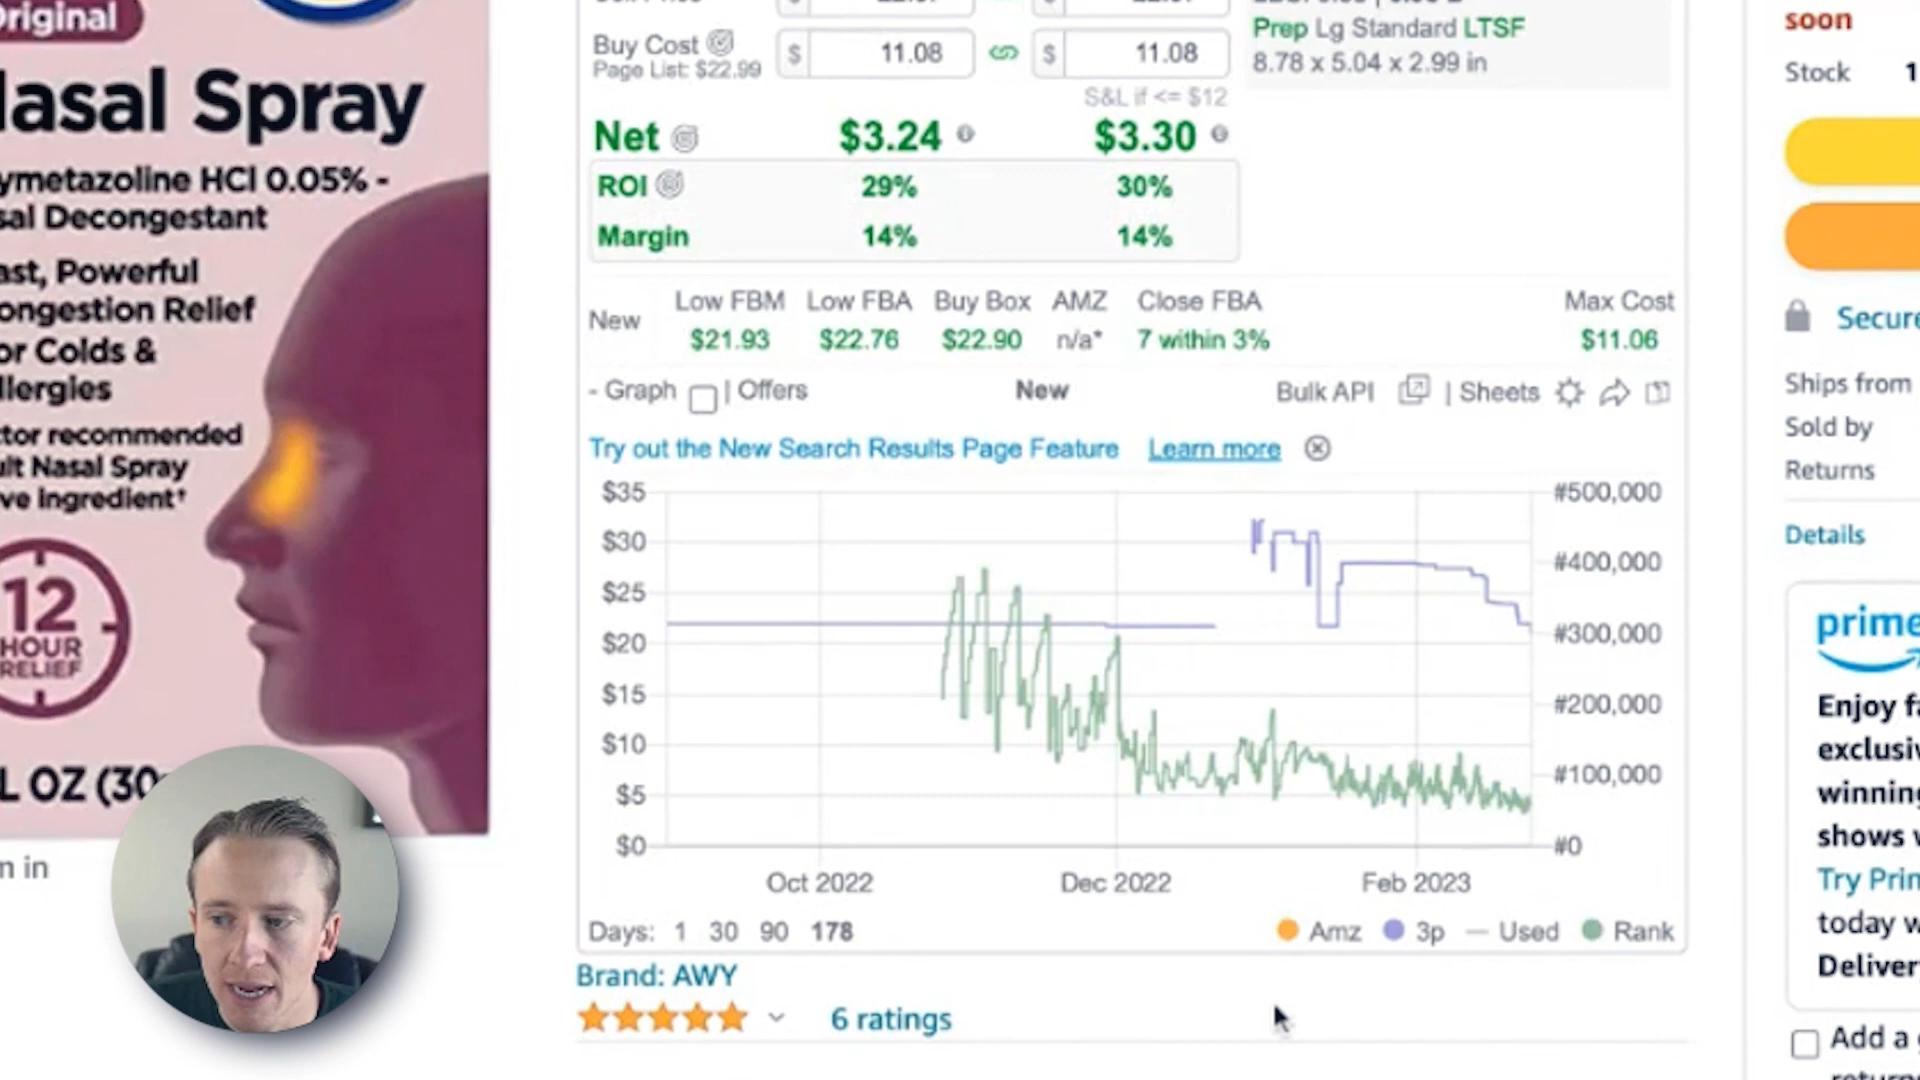 Original
Nasal Spray
ymetazoline HCl 0.05% -
sal Decongestant
ast, Powerful
ongestion Relief
or Colds &
llergies
tor recommended
ult Nasal Spray
ve ingredient†
12
HOUR
RELIEF
L OZ (30
n in
Buy Cost
Page List: $22.99
$ 11.08
$ 11.08
S&L if <= $12
Prep Lg Standard LTSF
8.78 x 5.04 x 2.99 in
Net $3.24 $3.30
ROI 29% 30%
Margin 14% 14%
New
Low FBM Low FBA Buy Box AMZ Close FBA Max Cost
$21.93 $22.76 $22.90 n/a* 7 within 3% $11.06
- Graph | Offers New Bulk API | Sheets
Try out the New Search Results Page Feature Learn more
$35 #500,000
$30
#400,000
$25
$20 #300,000
$15 #200,000
$10
#100,000
$5
$0 #0
Oct 2022 Dec 2022 Feb 2023
Days: 1 30 90 178 Amz 3p Used Rank
Brand: AWY
6 ratings
soon
Stock 1
Secure
Ships from
Sold by
Returns
Details
prime
Enjoy fa
exclusiv
winning
shows w
Try Prim
today w
Delivery
Add a g